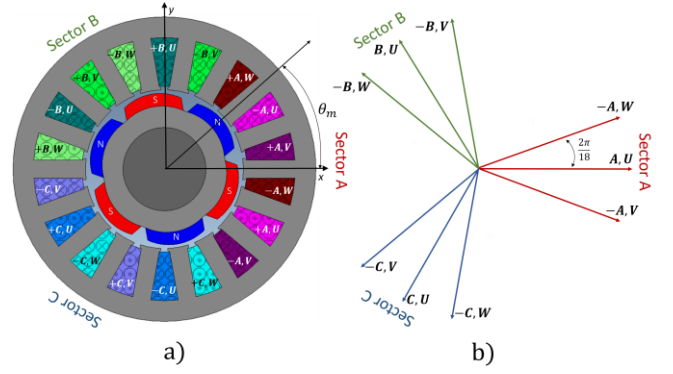 Sector B
y
-B,W
+B,U
-B,V
+B,V
+A,W
-B,U
-A,U
+B,W
+A,V
-C,V
-A,W
+C,U
+A,U
-C,W
-A,V
+C,V
-C,U
+C,W
S
N
N
S
S
N
x
θm
Sector A
Sector C
a)
Sector B
-B,V
B,U
-B,W
-A,W
2π
18
A,U
-A,V
Sector A
-C,V
C,U
-C,W
Sector C
b)